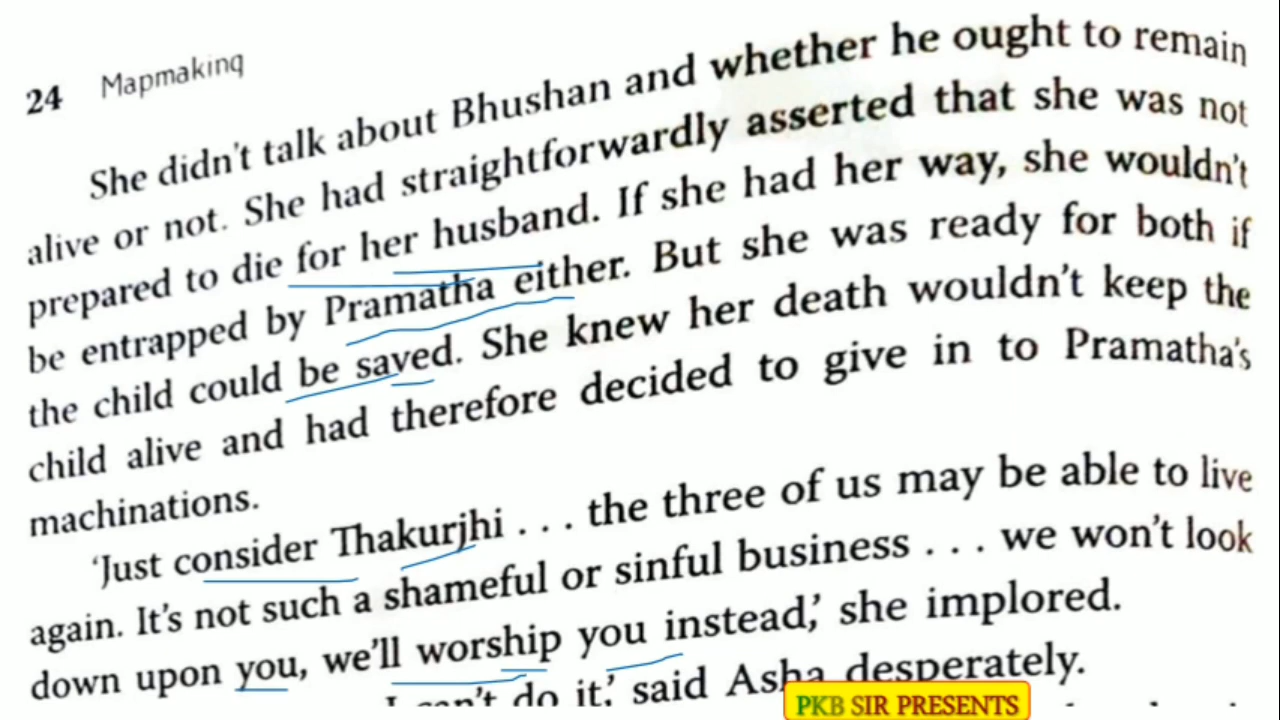 24 Mapmaking
She didn't talk about Bhushan and whether he ought to remain
alive or not. She had straightforwardly asserted that she was not
prepared to die for her husband. If she had her way, she wouldn't
be entrapped by Pramatha either. But she was ready for both if
the child could be saved. She knew her death wouldn't keep the
child alive and had therefore decided to give in to Pramatha's
machinations.
'Just consider Thakurjhi . . . the three of us may be able to live
again. It's not such a shameful or sinful business . . . we won't look
down upon you, we'll worship you instead,' she implored.
I can't do it,' said Asha desperately.
PKB SIR PRESENTS